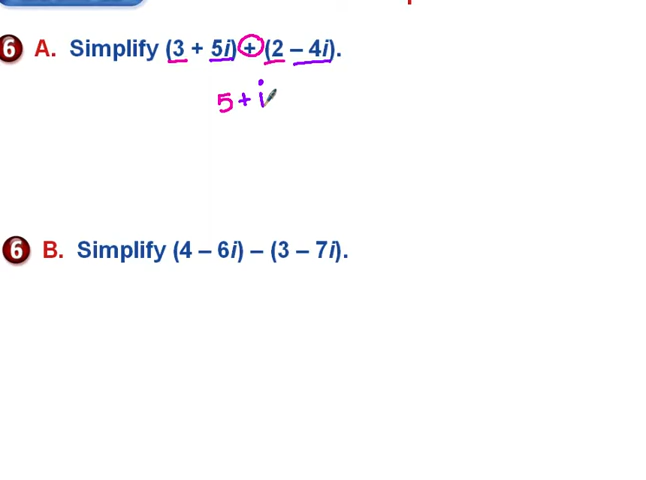 6 A. Simplify (3 + 5i) + (2 – 4i).
5 + i
6 B. Simplify (4 – 6i) – (3 – 7i).